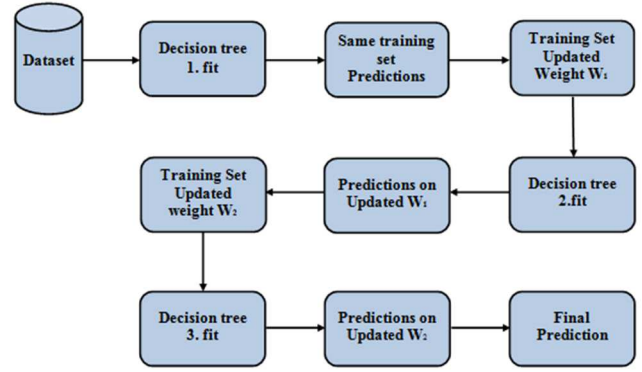 Dataset
Decision tree
1. fit
Same training
set
Predictions
Training Set
Updated
Weight W₁
Decision tree
2.fit
Predictions on
Updated W₁
Training Set
Updated
weight W₂
Decision tree
3. fit
Predictions on
Updated W₂
Final
Prediction